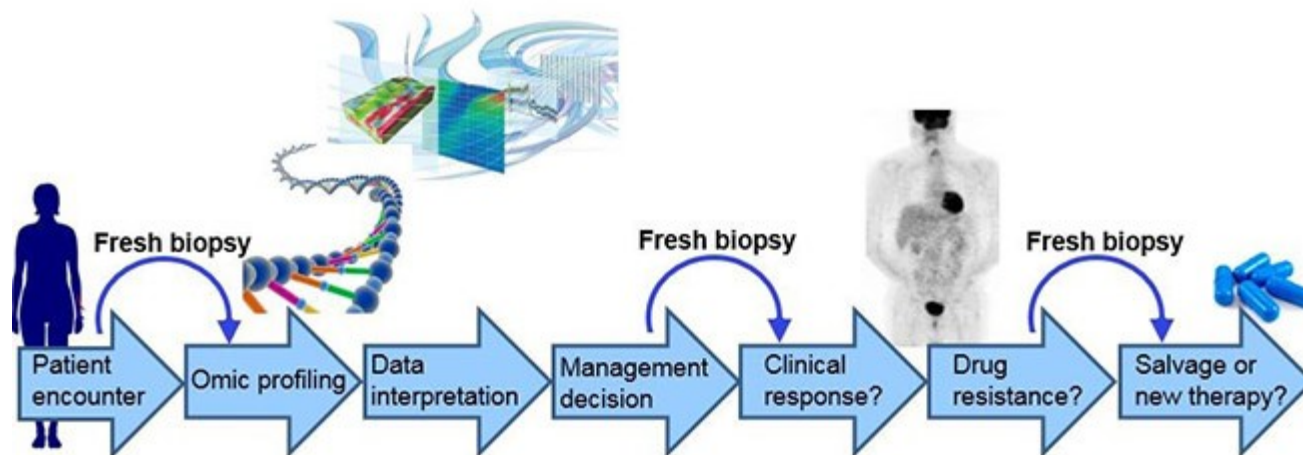 Fresh biopsy
Fresh biopsy
Fresh biopsy
Patient
encounter
Omic profiling
Data
interpretation
Management
decision
Clinical
response?
Drug
resistance?
Salvage or
new therapy?